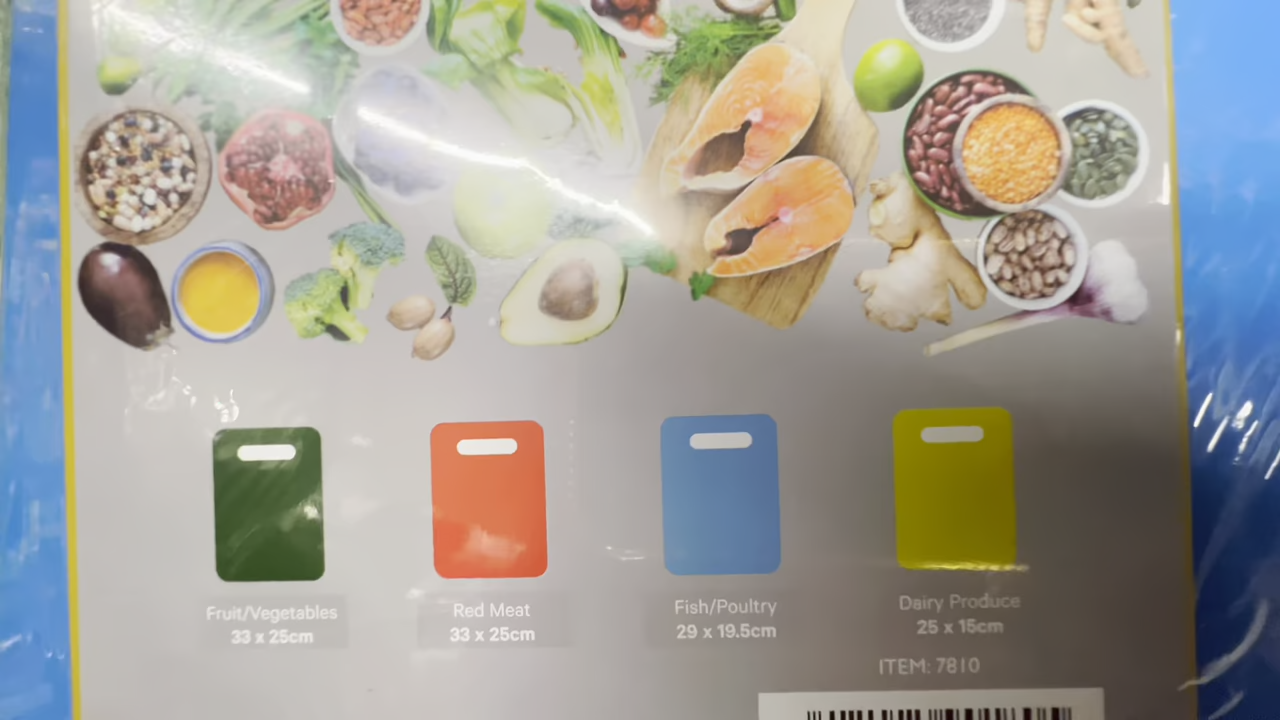 Fruit/Vegetables
33 x 25cm
Red Meat
33 x 25cm
Fish/Poultry
29 x 19.5cm
Dairy Produce
25 x 15cm
ITEM: 7810